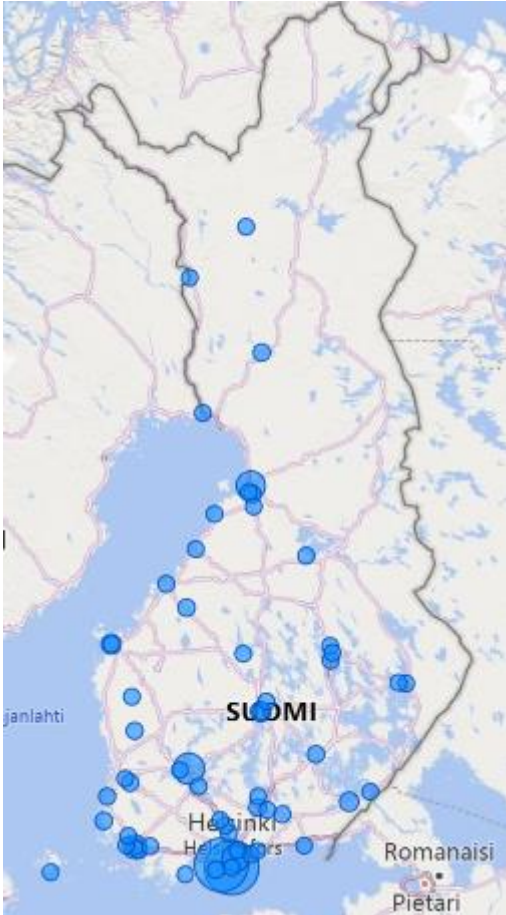 janlahti
SUOMI
Helsinki
Helsingfors
Romanaisi
Pietari